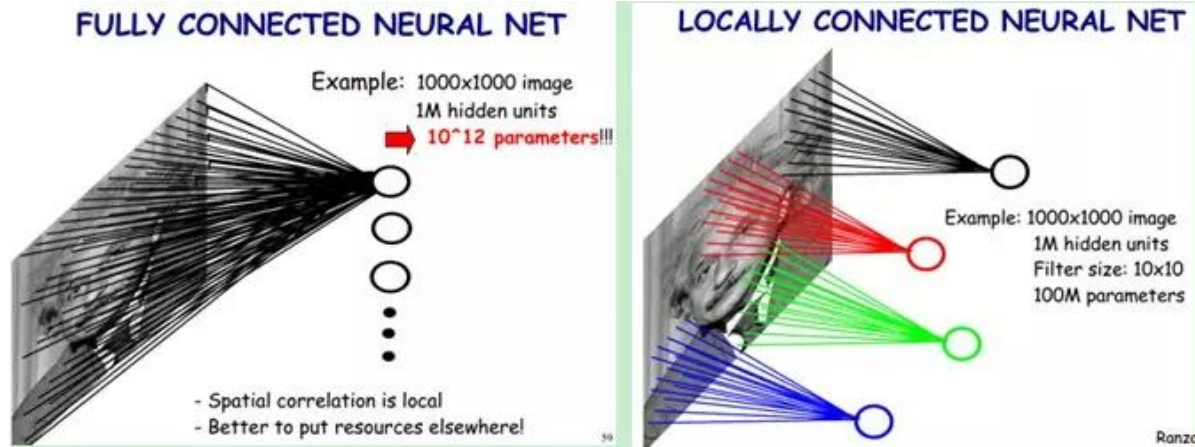 FULLY CONNECTED NEURAL NET
Example: 1000x1000 image
1M hidden units
10^12 parameters!!!
- Spatial correlation is local
- Better to put resources elsewhere!
59
LOCALLY CONNECTED NEURAL NET
Example: 1000x1000 image
1M hidden units
Filter size: 10x10
100M parameters
Ranza